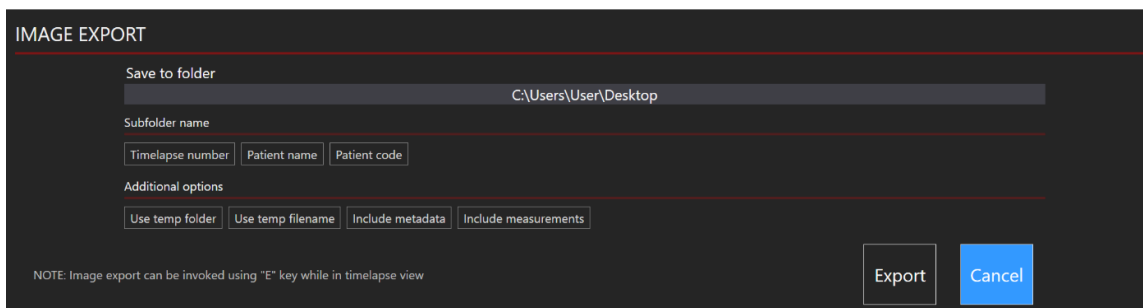 IMAGE EXPORT
Save to folder
C:\Users\User\Desktop
Subfolder name
Timelapse number Patient name Patient code
Additional options
Use temp folder Use temp filename Include metadata Include measurements
NOTE: Image export can be invoked using "E" key while in timelapse view
Export Cancel